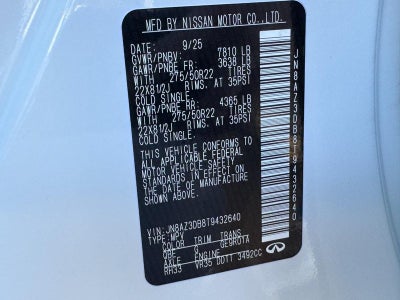 MFD BY NISSAN MOTOR CO.,LTD.
DATE: 9/25
GVWR/PNBV: 7810 LB
GAWR/PNBE FR: 3638 LB
WITH 275/50R22 TIRES
22X8 1/2J RIMS, AT 35PSI
COLD SINGLE.
GAWR/PNBE RR: 4365 LB
WITH 275/50R22 TIRES
22X8 1/2J RIMS, AT 35PSI
COLD SINGLE.
THIS VEHICLE CONFORMS TO
ALL APPLICABLE FEDERAL
MOTOR VEHICLE SAFETY
STANDARDS IN EFFECT ON
THE DATE OF MANUFACTURE
SHOWN ABOVE.
VIN: JN8AZ3DB8T9432640
TYPE:MPV
COLOR TRIM TRANS
QBE G GE9R01A
RH33 VR35 DDTT 3492CC
JN8AZ3DB8T9432640